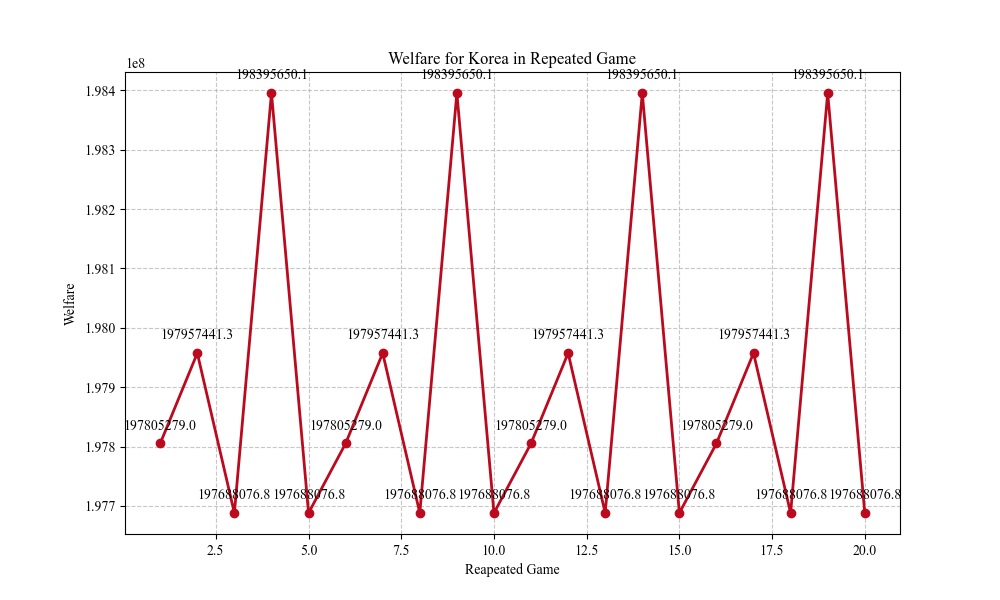 Welfare for Korea in Repeated Game
1e8
198395650.1 198395650.1 198395650.1 198395650.1
1.984
1.983
1.982
1.981
1.980
197957441.3 197957441.3 197957441.3 197957441.3
1.979
197805279.0 197805279.0 197805279.0 197805279.0
1.978
197688076.8 197688076.8 197688076.8 197688076.8 197688076.8 197688076.8 197688076.8 197688076.8
1.977
Welfare
2.5 5.0 7.5 10.0 12.5 15.0 17.5 20.0
Reapeated Game